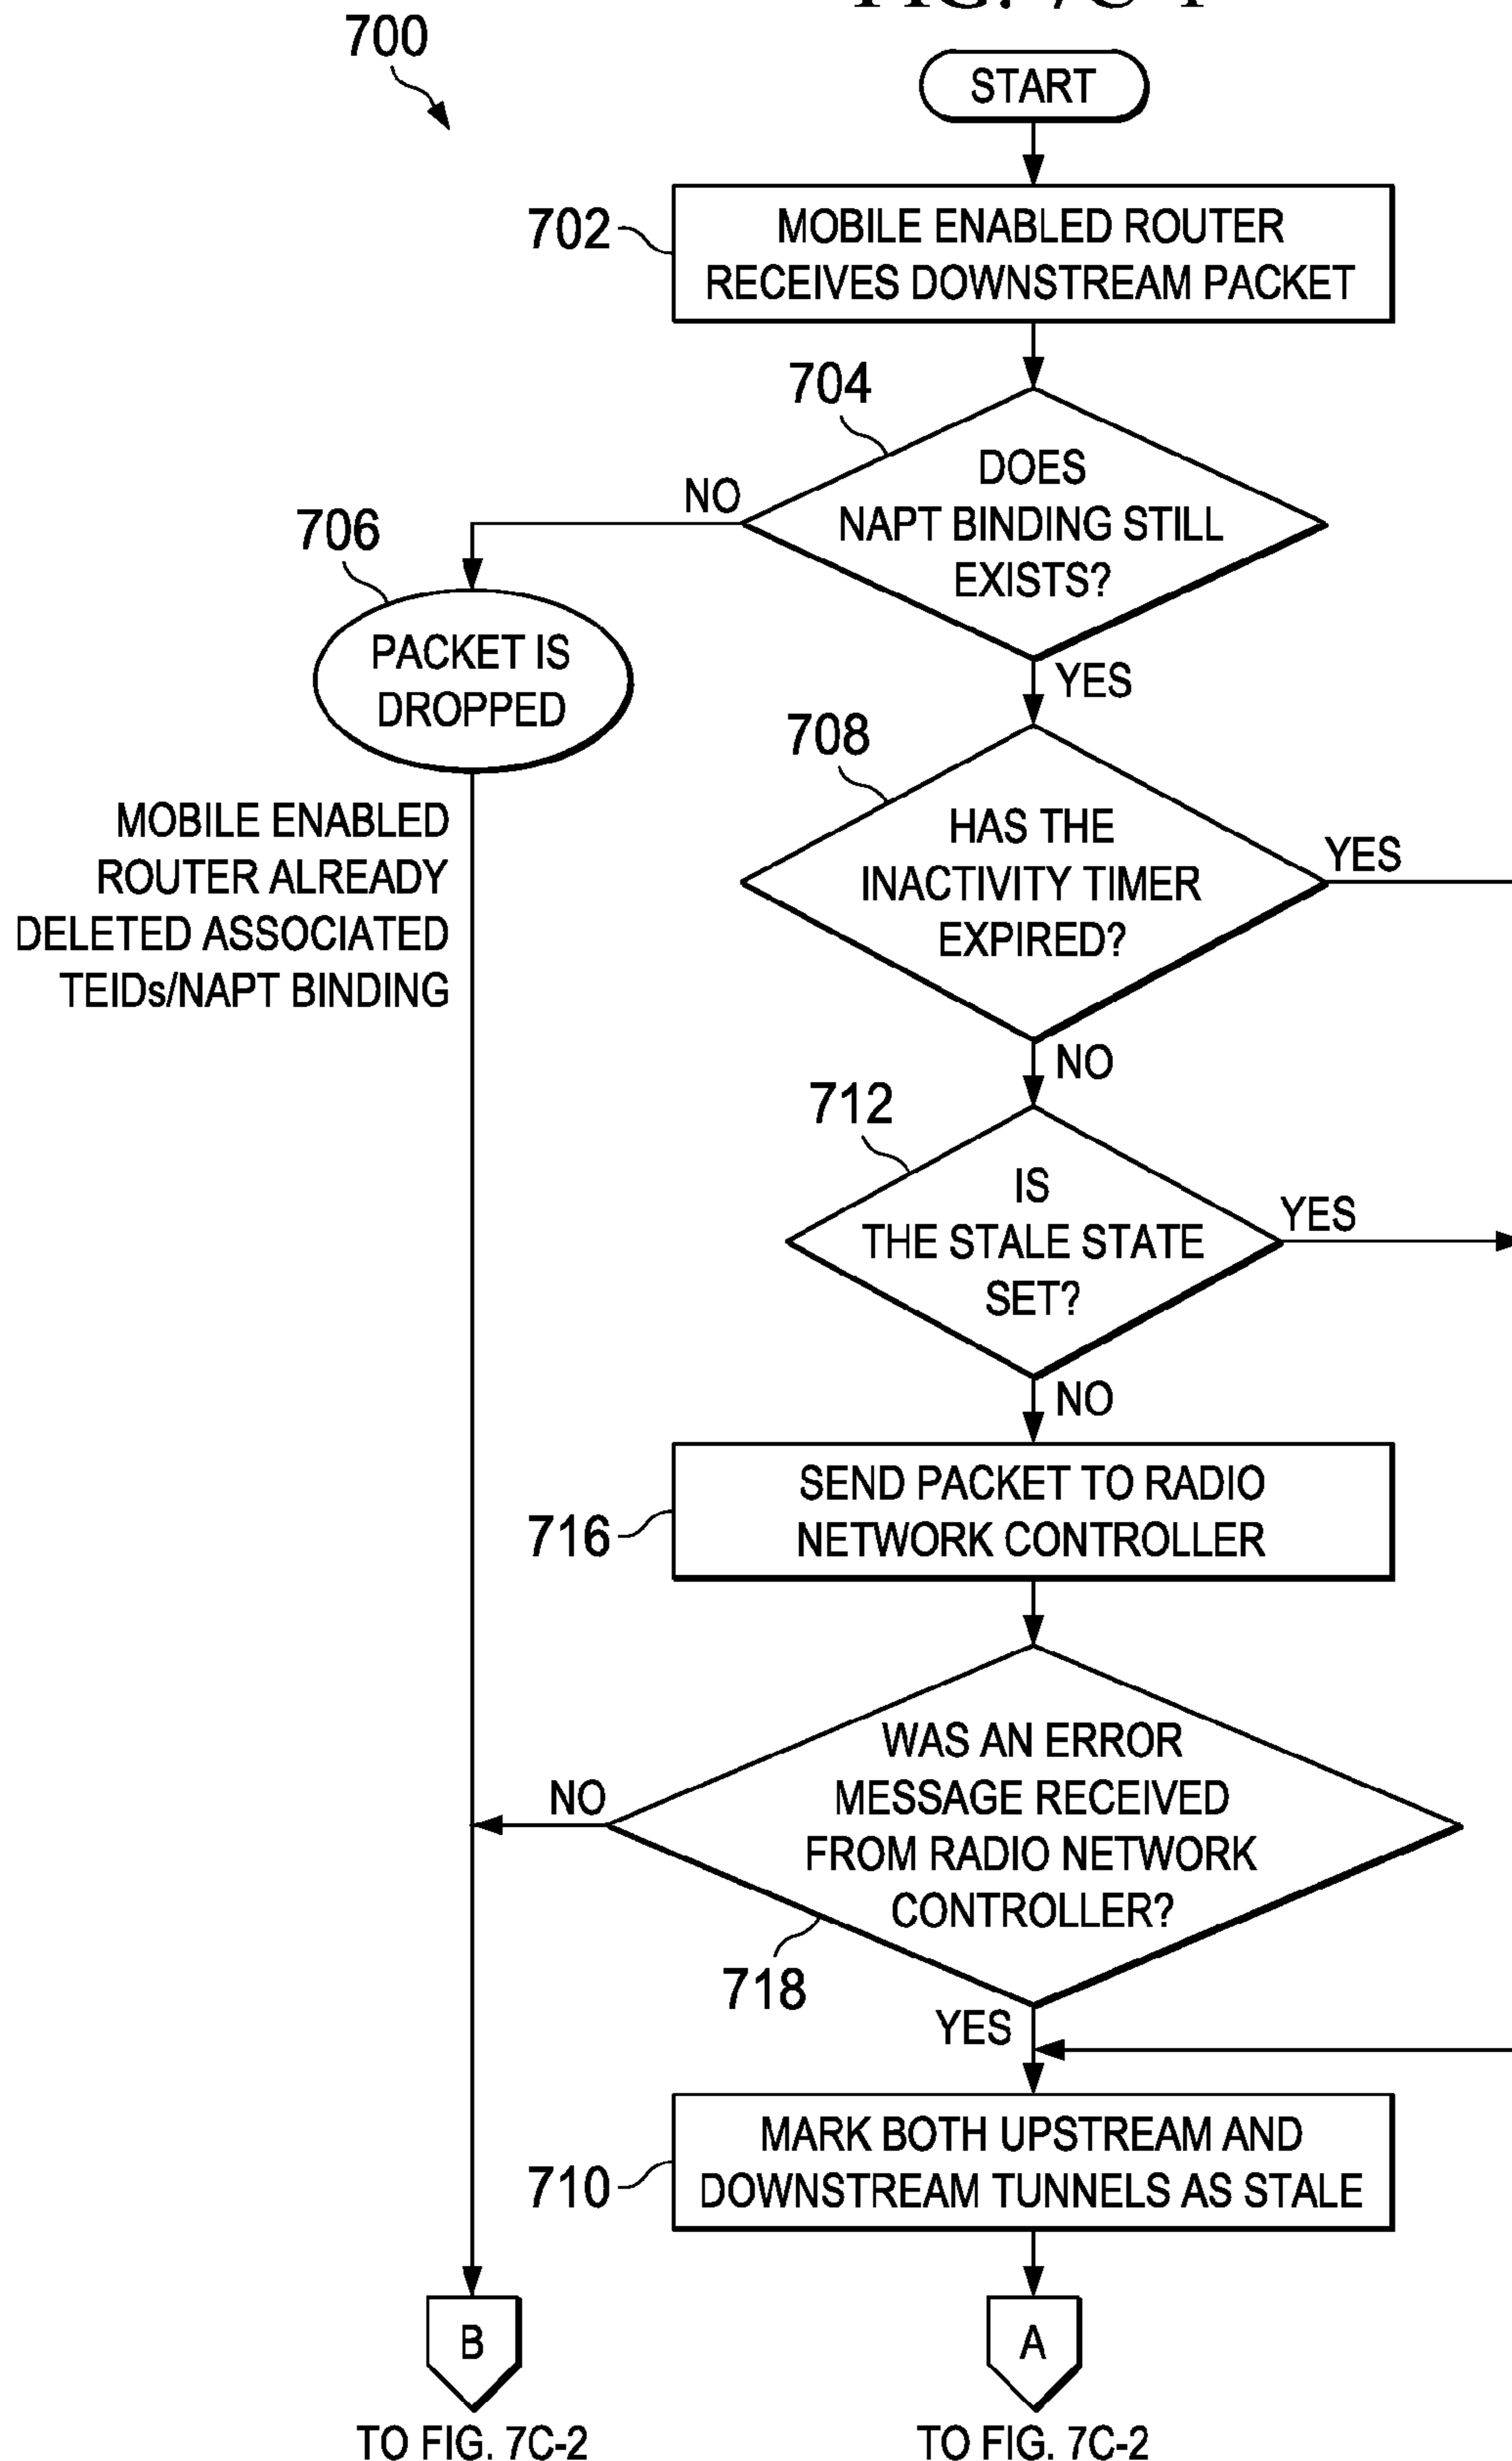 700
START
702
MOBILE ENABLED ROUTER
RECEIVES DOWNSTREAM PACKET
704
DOES
NAPT BINDING STILL
EXISTS?
NO
YES
706
PACKET IS
DROPPED
MOBILE ENABLED
ROUTER ALREADY
DELETED ASSOCIATED
TEIDs/NAPT BINDING
708
HAS THE
INACTIVITY TIMER
EXPIRED?
YES
NO
712
IS
THE STALE STATE
SET?
YES
NO
716
SEND PACKET TO RADIO
NETWORK CONTROLLER
WAS AN ERROR
MESSAGE RECEIVED
FROM RADIO NETWORK
CONTROLLER?
NO
718
YES
710
MARK BOTH UPSTREAM AND
DOWNSTREAM TUNNELS AS STALE
B
TO FIG. 7C-2
A
TO FIG. 7C-2